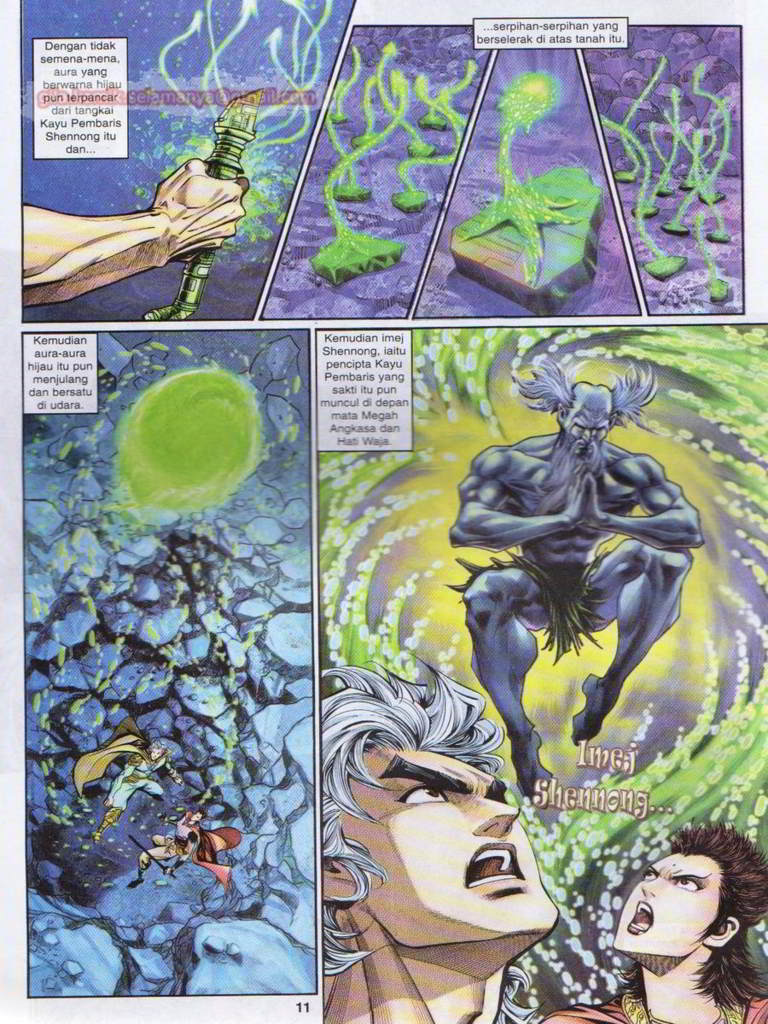 Dengan tidak
semena-mena,
aura yang
berwarna hijau
pun terpancar
dari tangkai
Kayu Pembaris
Shennong itu
dan...
...serpihan-serpihan yang
berselerak di atas tanah itu.
Kemudian
aura-aura
hijau itu pun
menjulang
dan bersatu
di udara.
Kemudian imej
Shennong, iaitu
pencipta Kayu
Pembaris yang
sakti itu pun
muncul di depan
mata Megah
Angkasa dan
Hati Waja.
Imej
Shennong...
11